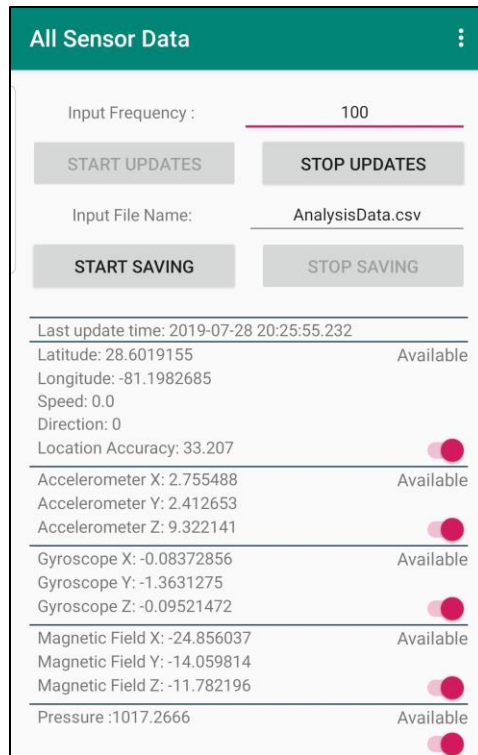 All Sensor Data
Input Frequency : 100
START UPDATES STOP UPDATES
Input File Name: AnalysisData.csv
START SAVING STOP SAVING
Last update time: 2019-07-28 20:25:55.232
Latitude: 28.6019155 Available
Longitude: -81.1982685
Speed: 0.0
Direction: 0
Location Accuracy: 33.207
Accelerometer X: 2.755488 Available
Accelerometer Y: 2.412653
Accelerometer Z: 9.322141
Gyroscope X: -0.08372856 Available
Gyroscope Y: -1.3631275
Gyroscope Z: -0.09521472
Magnetic Field X: -24.856037 Available
Magnetic Field Y: -14.059814
Magnetic Field Z: -11.782196
Pressure :1017.2666 Available